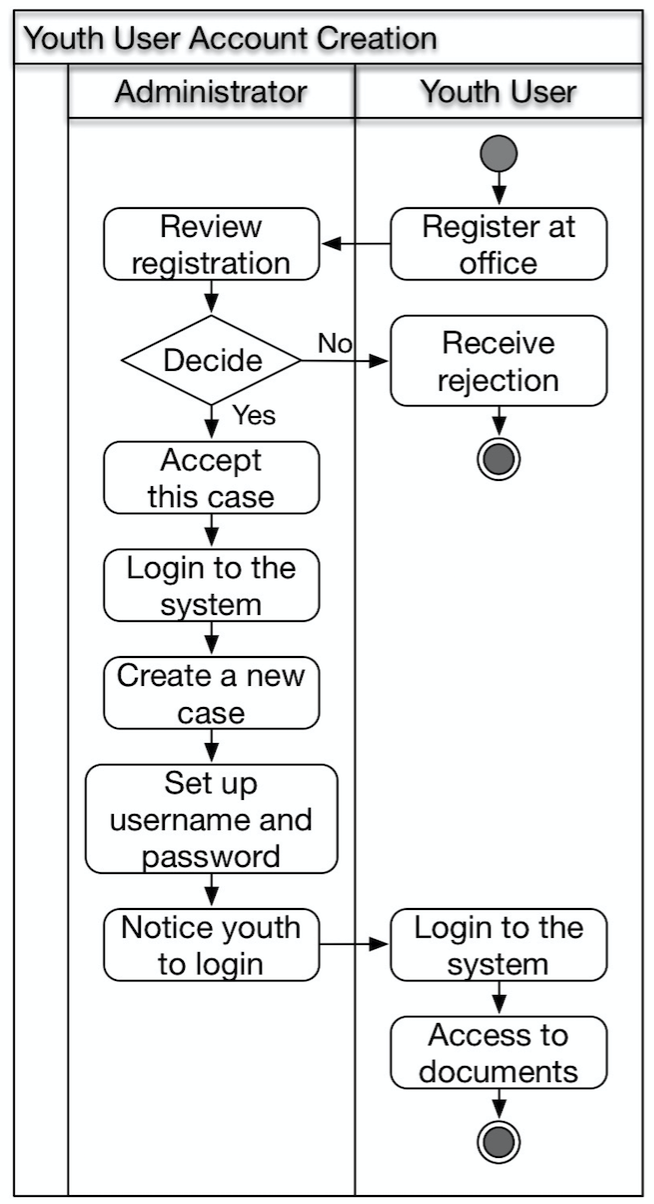 Youth User Account Creation
Administrator
Youth User
Register at
office
Review
registration
Decide
No
Receive
rejection
Yes
Accept
this case
Login to the
system
Create a new
case
Set up
username and
password
Notice youth
to login
Login to the
system
Access to
documents